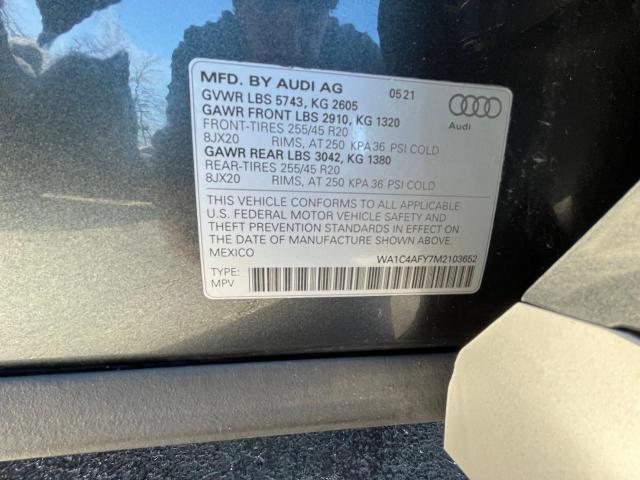 MFD. BY AUDI AG 05 21
GVWR LBS 5743, KG 2605
GAWR FRONT LBS 2910, KG 1320
FRONT-TIRES 255/45 R20
8JX20 RIMS, AT 250 KPA 36 PSI COLD
GAWR REAR LBS 3042, KG 1380
REAR-TIRES 255/45 R20
8JX20 RIMS, AT 250 KPA 36 PSI COLD
Audi
THIS VEHICLE CONFORMS TO ALL APPLICABLE
U.S. FEDERAL MOTOR VEHICLE SAFETY AND
THEFT PREVENTION STANDARDS IN EFFECT ON
THE DATE OF MANUFACTURE SHOWN ABOVE.
MEXICO WA1C4AFY7M2103652
TYPE:
MPV